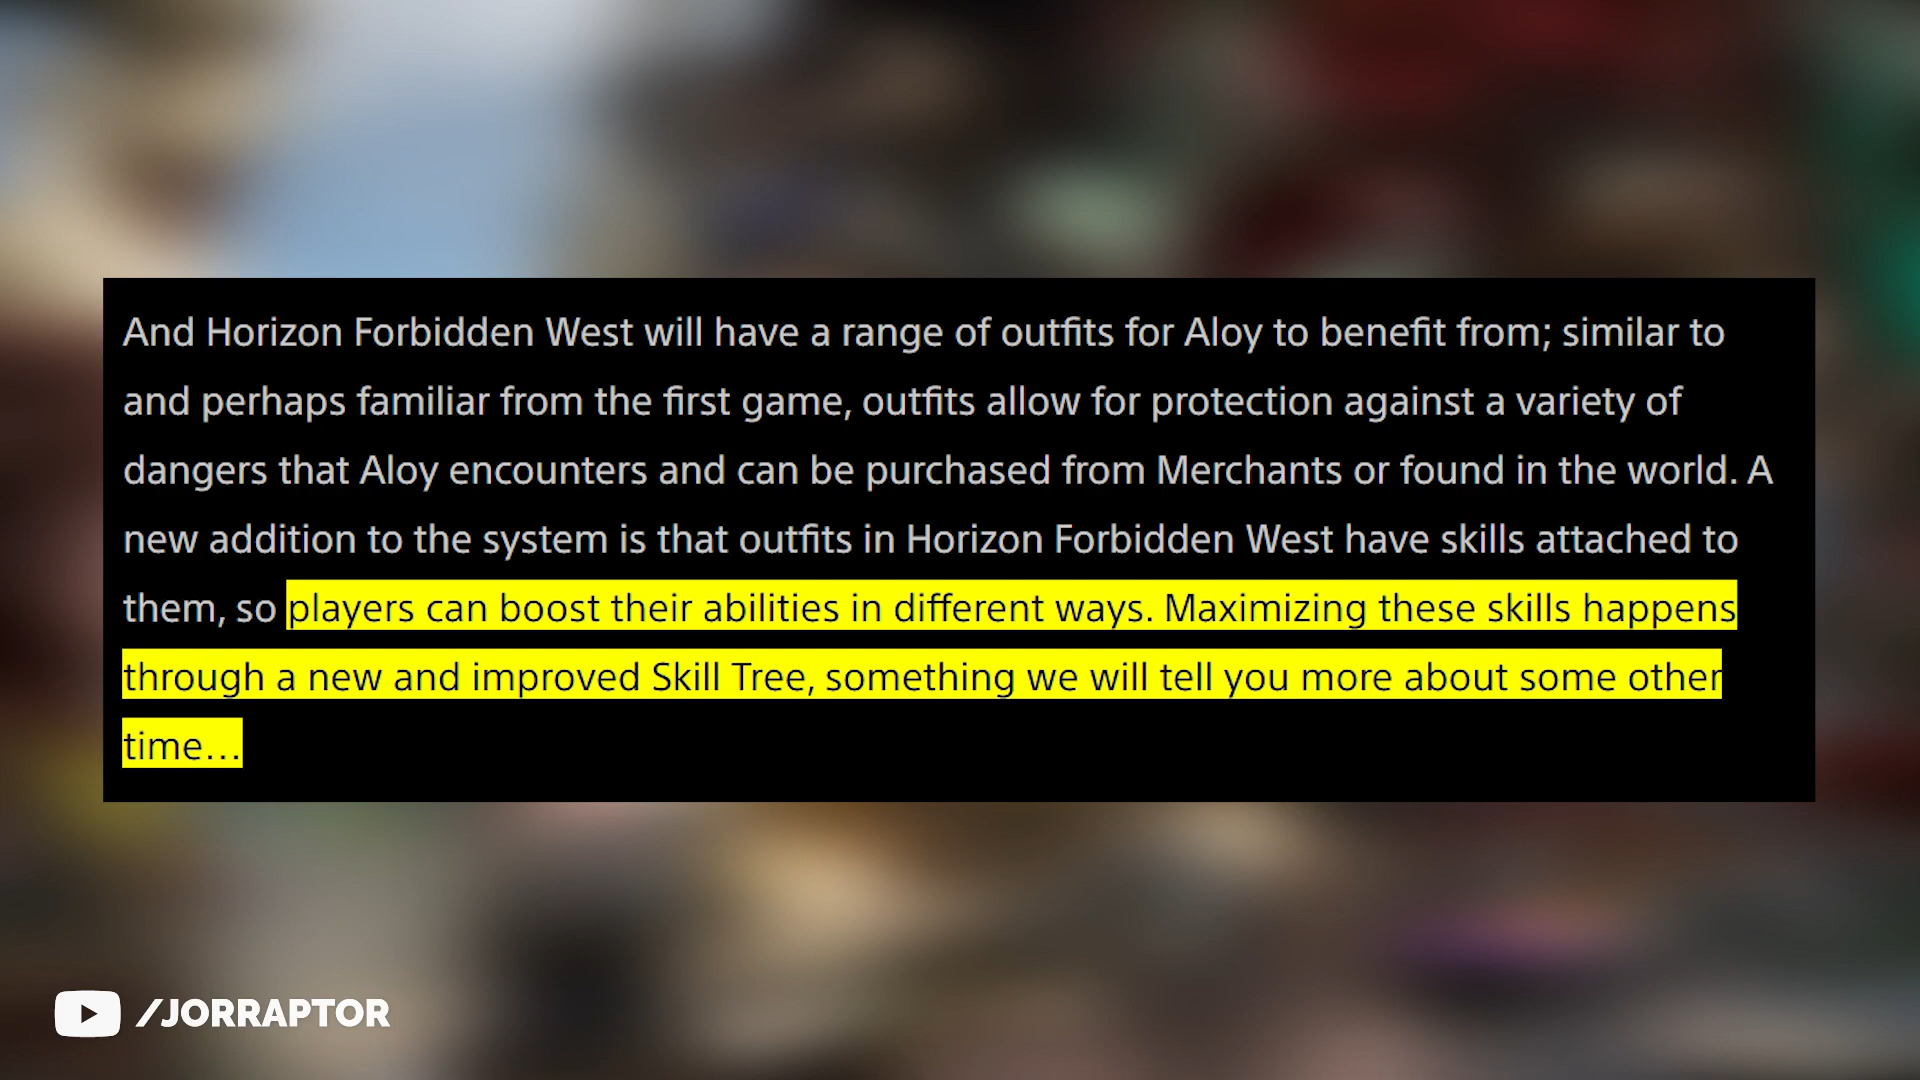 And Horizon Forbidden West will have a range of outfits for Aloy to benefit from; similar to
and perhaps familiar from the first game, outfits allow for protection against a variety of
dangers that Aloy encounters and can be purchased from Merchants or found in the world. A
new addition to the system is that outfits in Horizon Forbidden West have skills attached to
them, so players can boost their abilities in different ways. Maximizing these skills happens
through a new and improved Skill Tree, something we will tell you more about some other
time…
/JORRAPTOR